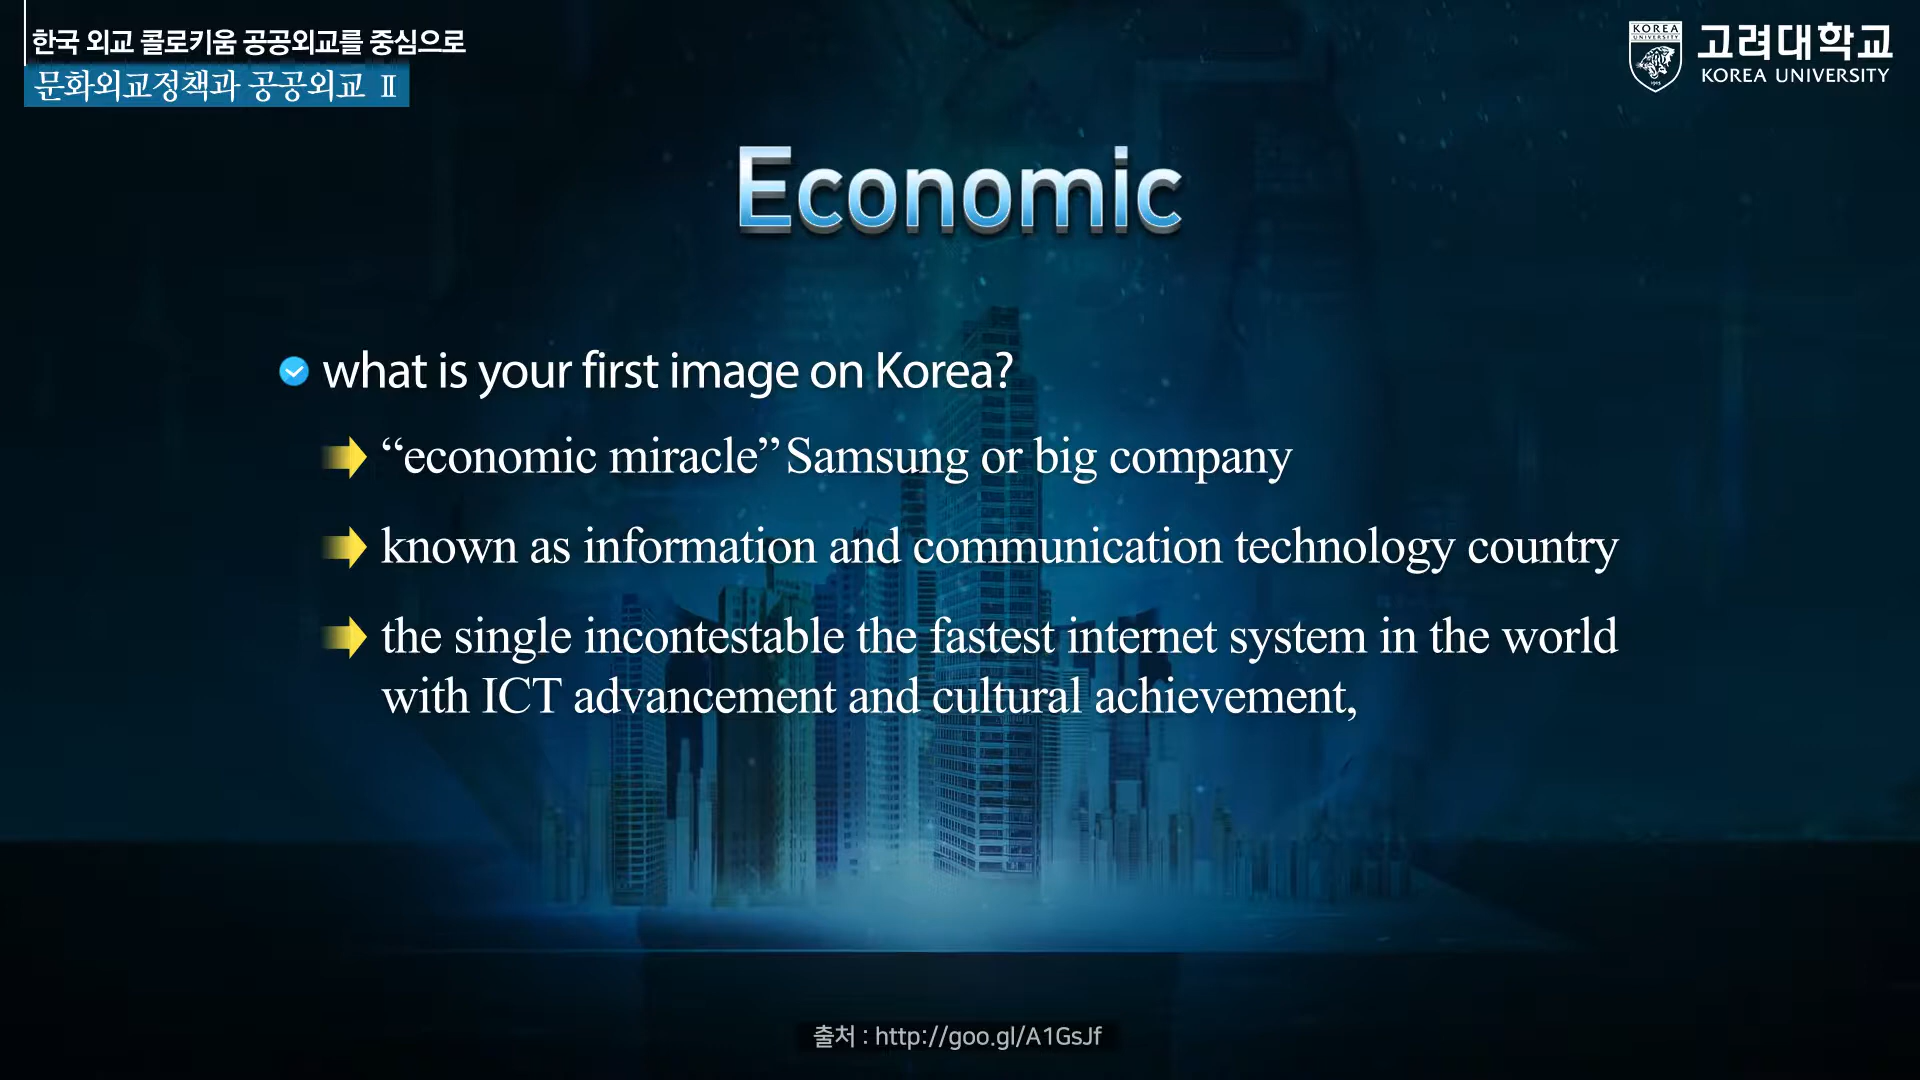 한국 외교 콜로키움 공공외교를 중심으로
문화외교정책과 공공외교 Ⅱ
KOREA
UNIVERSITY
1905
고려대학교
KOREA UNIVERSITY
Economic
what is your first image on Korea?
“economic miracle” Samsung or big company
known as information and communication technology country
the single incontestable the fastest internet system in the world
with ICT advancement and cultural achievement,
출처 : http://goo.gl/A1GsJf